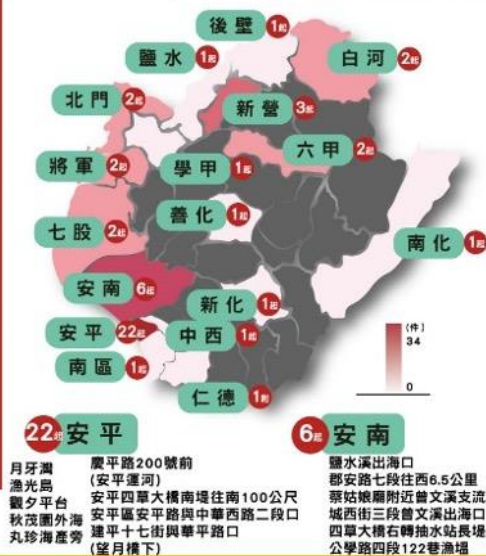 後壁 1起
鹽水 1起
白河 2起
北門 2起
新營 3起
六甲 2起
將軍 2起
學甲 1起
善化 1起
七股 2起
南化 1起
安南 6起
新化 1起
安平 22起
中西 1起
南區 1起
仁德 1起
(件)
34
0
22起 安平
月牙灣
漁光島
觀夕平台
秋茂園外海
丸珍海產旁
慶平路200號前
(安平運河)
安平四草大橋南堤往南100公尺
安平區安平路與中華西路二段口
建平十七街與華平路口
(望月橋下)
6起 安南
鹽水溪出海口
郡安路七段往西6.5公里
蔡姑娘廟附近曾文溪支流
城西街三段曾文溪出海口
四草大橋右轉抽水站長堤
公學路四段122巷漁塭